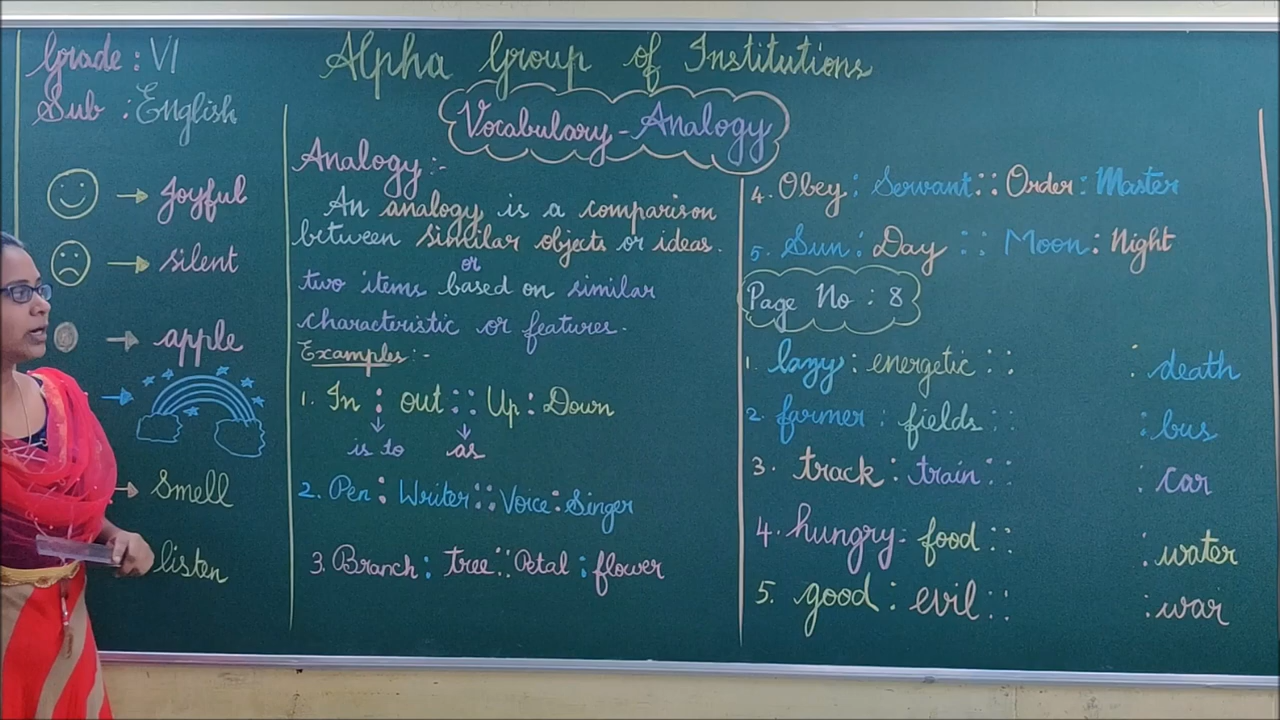 Grade : VI
Sub : English
Alpha Group of Institutions
Vocabulary - Analogy
Joyful
silent
apple
Smell
listen
Analogy :-
An analogy is a comparison
between similar objects or ideas.
or
two items based on similar
characteristic or features.
Examples :-
1. In : out :: Up : Down
is to as
2. Pen : Writer :: Voice : Singer
3. Branch : tree :: Petal : flower
4. Obey : Servant :: Order : Master
5. Sun : Day :: Moon : Night
Page No : 8
1. lazy : energetic :: : death
2. farmer : fields :: : bus
3. track : train :: : car
4. hungry : food :: : water
5. good : evil :: : war